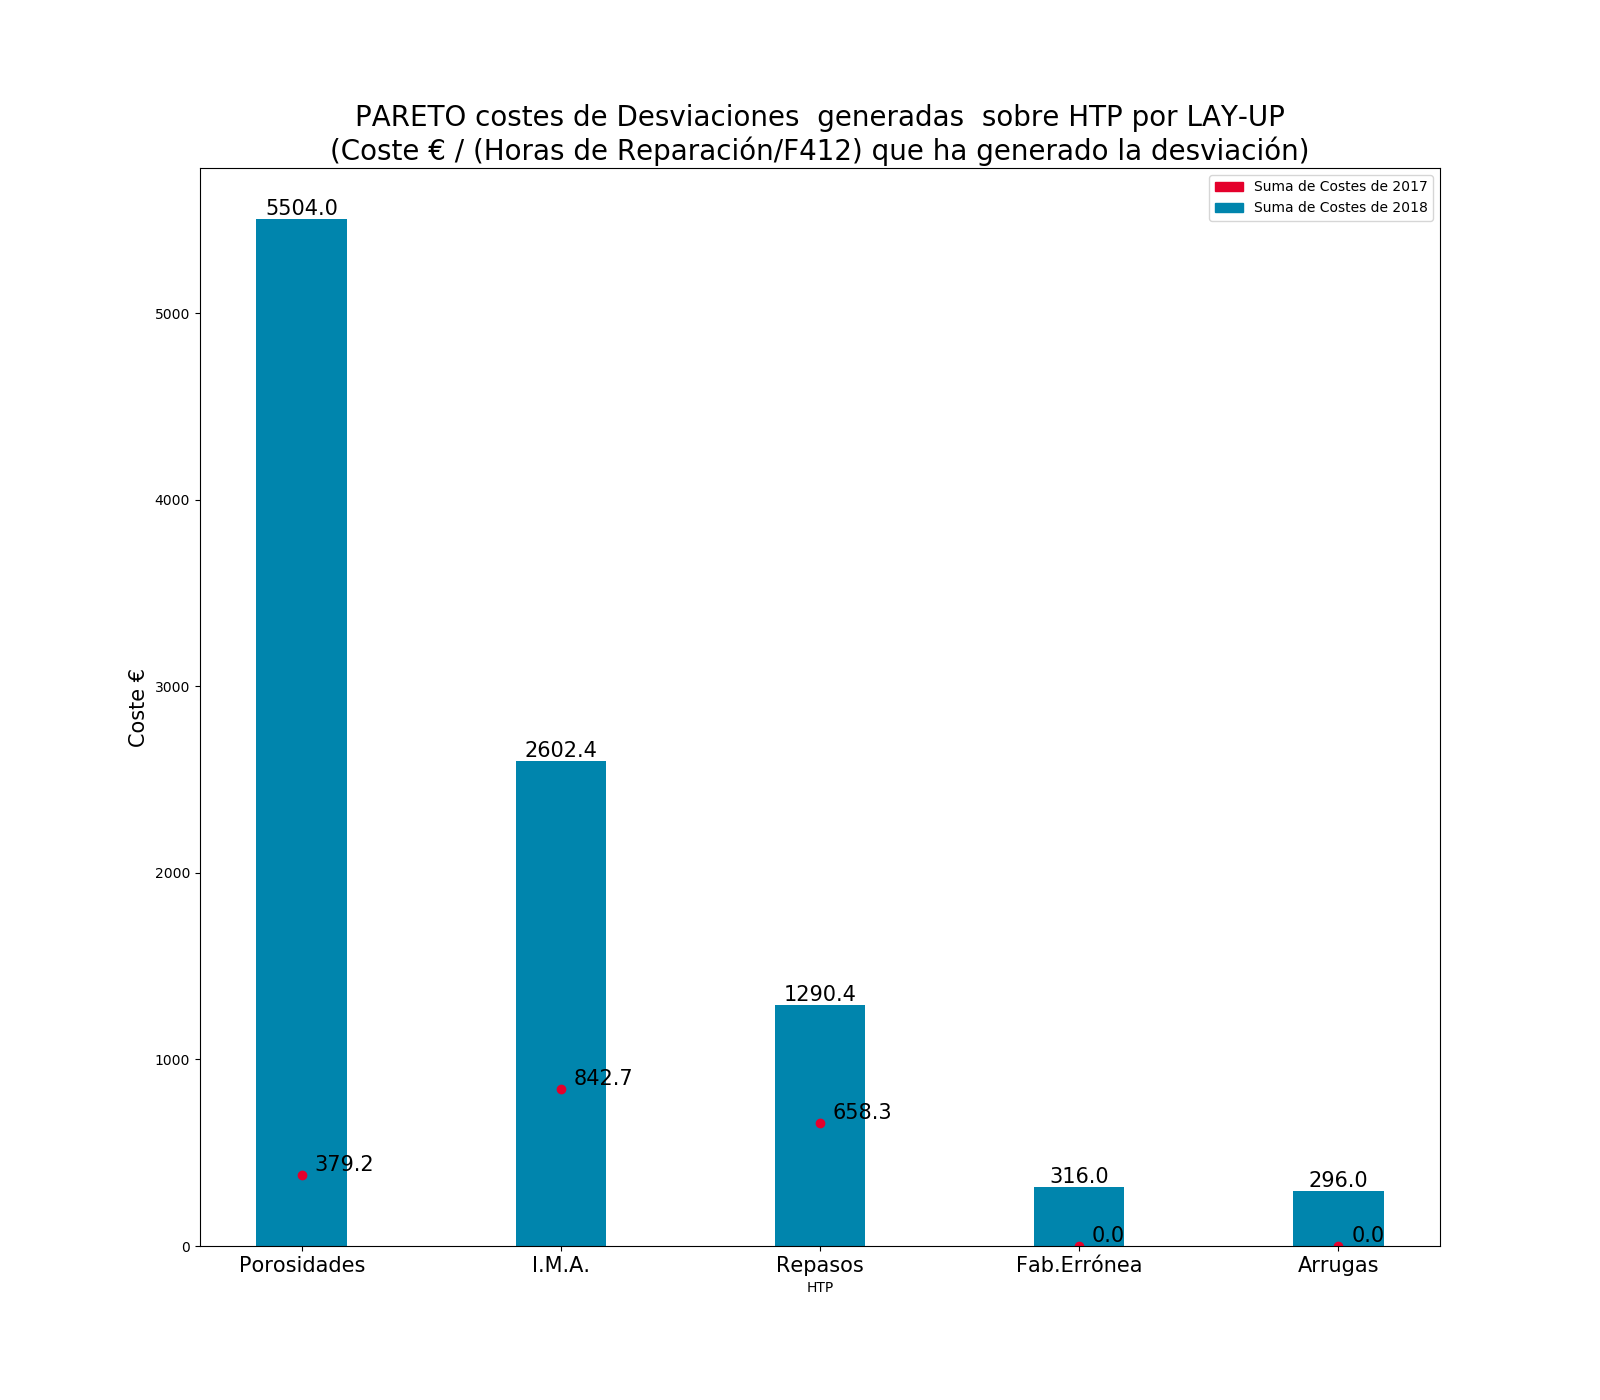 PARETO costes de Desviaciones  generadas  sobre HTP por LAY-UP
(Coste € / (Horas de Reparación/F412) que ha generado la desviación)
Suma de Costes de 2017
Suma de Costes de 2018
5504.0
5000
4000
Coste €
3000
2602.4
2000
1290.4
1000
842.7
658.3
379.2
316.0
296.0
0.0
0.0
0
Porosidades
I.M.A.
Repasos
Fab.Errónea
Arrugas
HTP